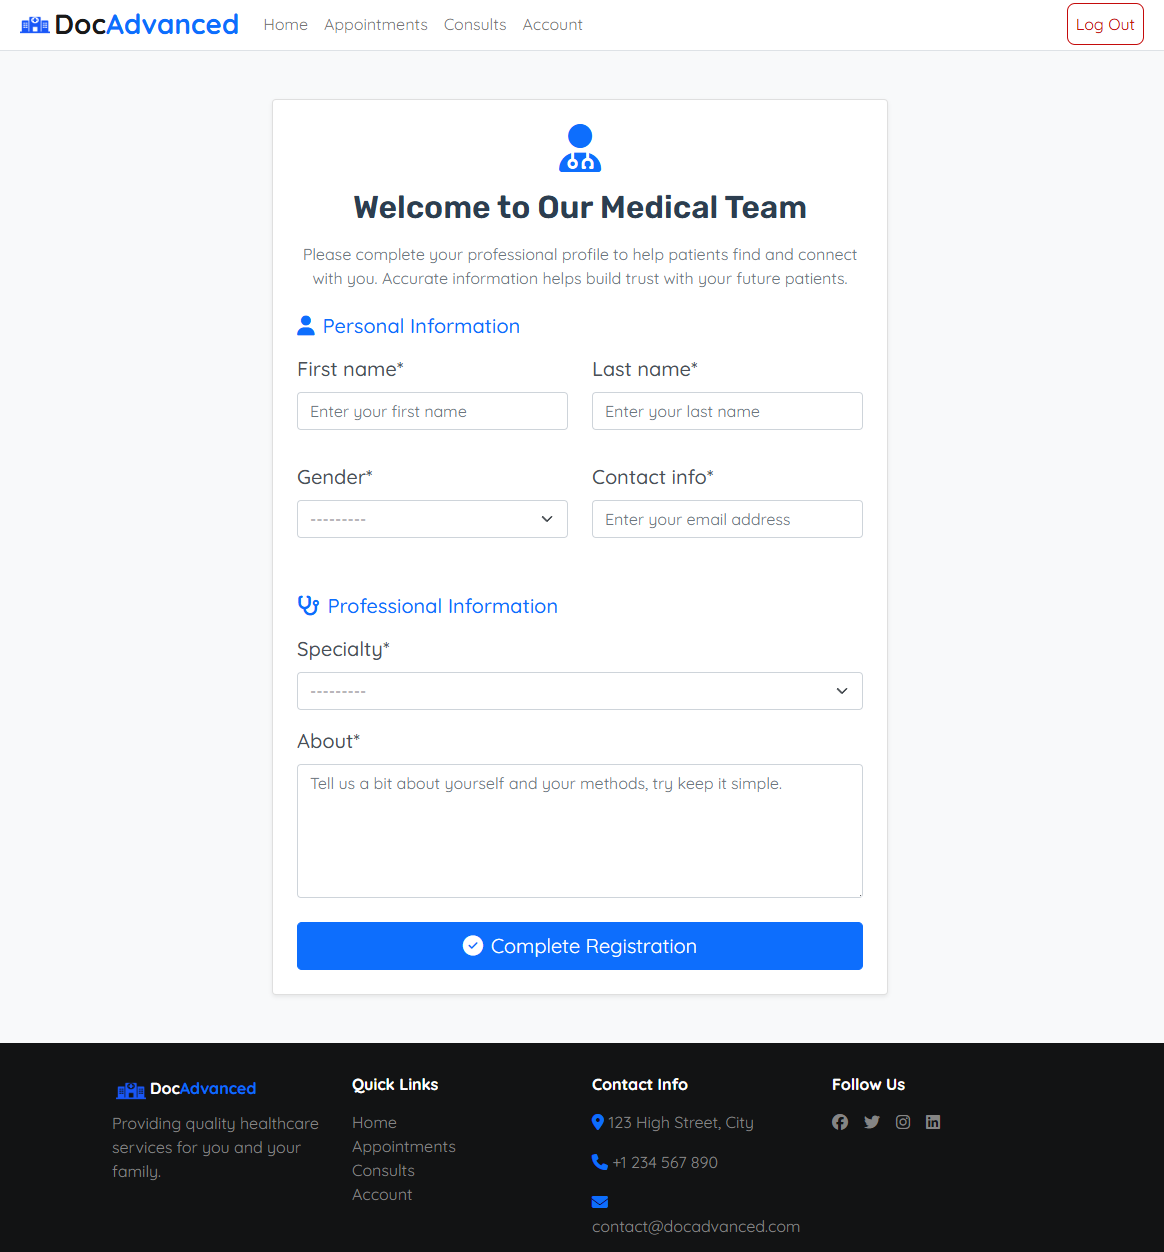 DocAdvanced Home Appointments Consults Account Log Out
Welcome to Our Medical Team
Please complete your professional profile to help patients find and connect
with you. Accurate information helps build trust with your future patients.
Personal Information
First name* Last name*
Enter your first name Enter your last name
Gender* Contact info*
--------- Enter your email address
Professional Information
Specialty*
---------
About*
Tell us a bit about yourself and your methods, try keep it simple.
Complete Registration
DocAdvanced
Providing quality healthcare
services for you and your
family.
Quick Links
Home
Appointments
Consults
Account
Contact Info
123 High Street, City
+1 234 567 890
contact@docadvanced.com
Follow Us